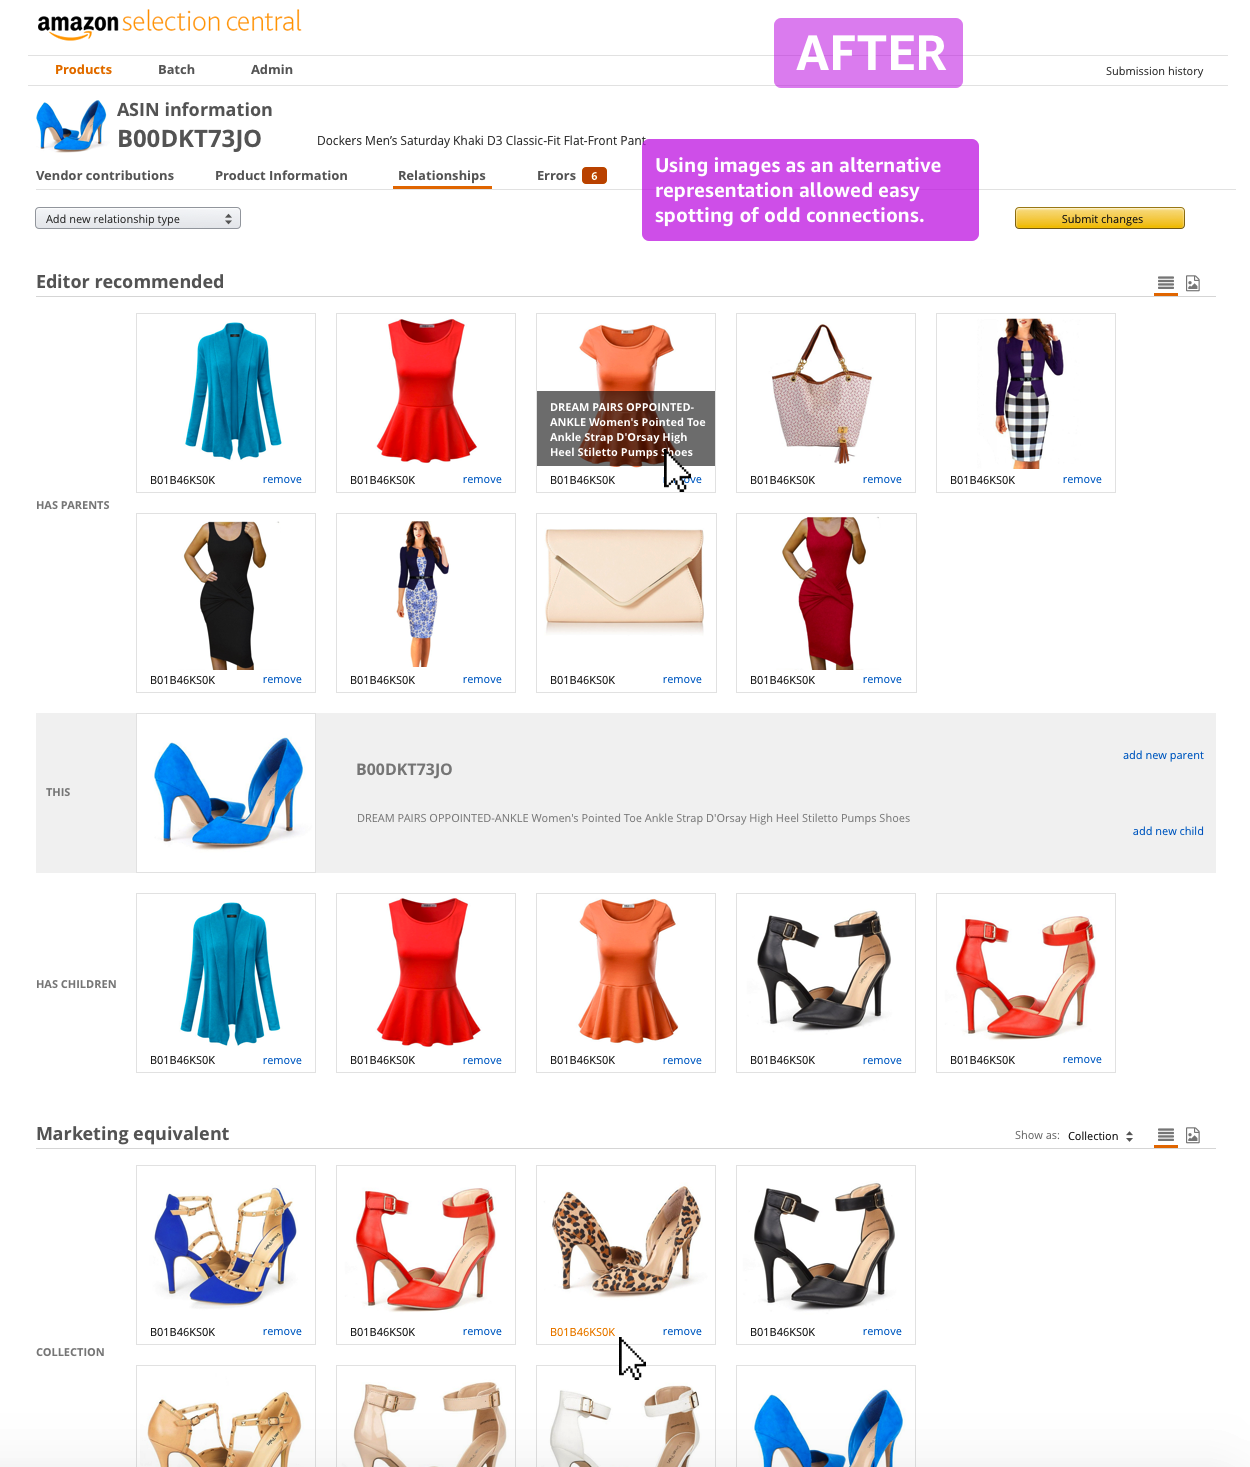 amazon selection central
AFTER
Products Batch Admin
Submission history
ASIN information
B00DKT73JO
Dockers Men's Saturday Khaki D3 Classic-Fit Flat-Front Pant
Using images as an alternative
representation allowed easy
spotting of odd connections.
Vendor contributions Product Information Relationships Errors 6
Add new relationship type
Submit changes
Editor recommended
DREAM PAIRS OPPOINTED-
ANKLE Women's Pointed Toe
Ankle Strap D'Orsay High
Heel Stiletto Pumps Shoes
B01B46KS0K remove B01B46KS0K remove B01B46KS0K B01B46KS0K remove B01B46KS0K remove
HAS PARENTS
B01B46KS0K remove B01B46KS0K remove B01B46KS0K remove B01B46KS0K remove
THIS
B00DKT73JO
add new parent
DREAM PAIRS OPPOINTED-ANKLE Women's Pointed Toe Ankle Strap D'Orsay High Heel Stiletto Pumps Shoes
add new child
HAS CHILDREN
B01B46KS0K remove B01B46KS0K remove B01B46KS0K remove B01B46KS0K remove B01B46KS0K remove
Marketing equivalent
Show as: Collection
B01B46KS0K remove B01B46KS0K remove B01B46KS0K remove B01B46KS0K remove
COLLECTION